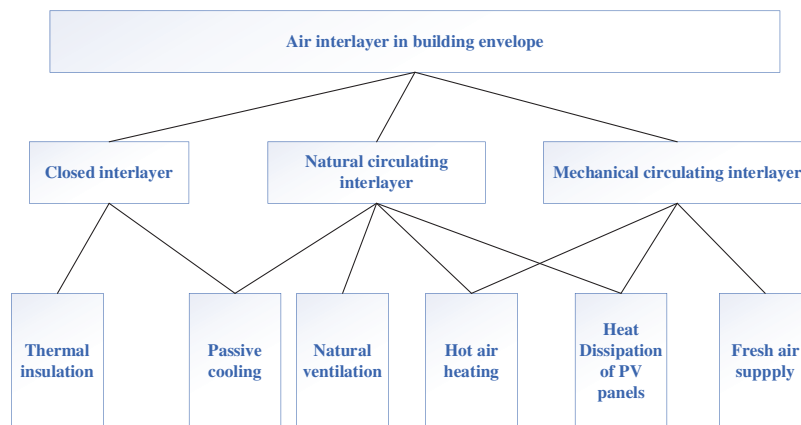 Air interlayer in building envelope
Closed interlayer
Natural circulating
interlayer
Mechanical circulating interlayer
Thermal
insulation
Passive
cooling
Natural
ventilation
Hot air
heating
Heat
Dissipation
of PV
panels
Fresh air
suppply